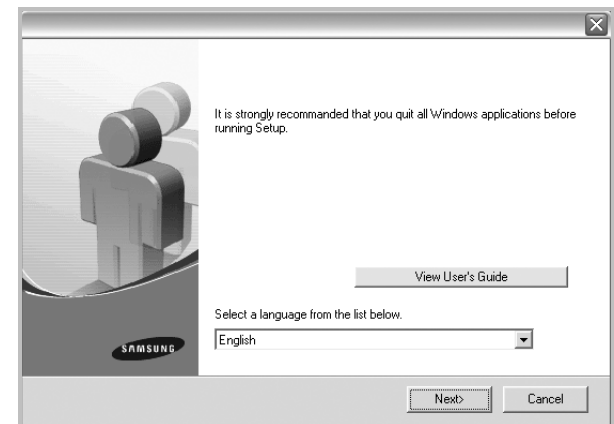 It is strongly recommanded that you quit all Windows applications before
running Setup.
View User's Guide
Select a language from the list below.
English
SAMSUNG
Next>
Cancel